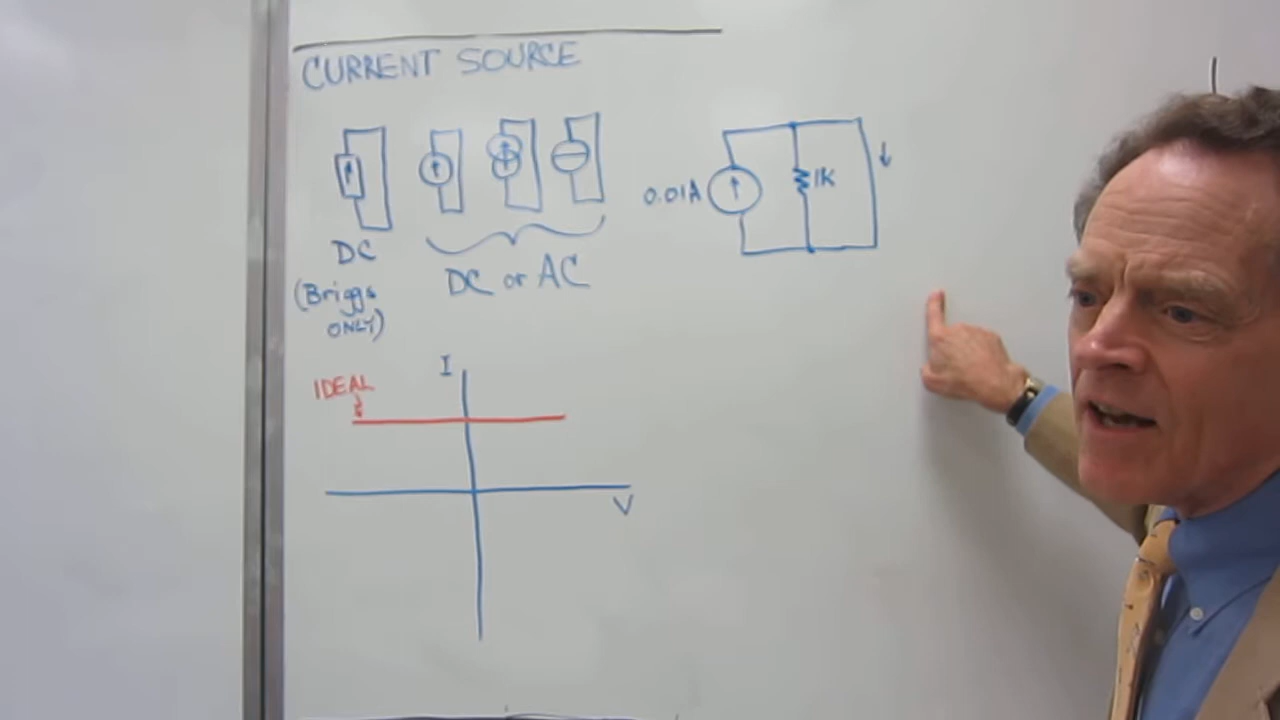 CURRENT SOURCE
DC
(Briggs
ONLY)
DC or AC
0.01A
1K
IDEAL
I
V